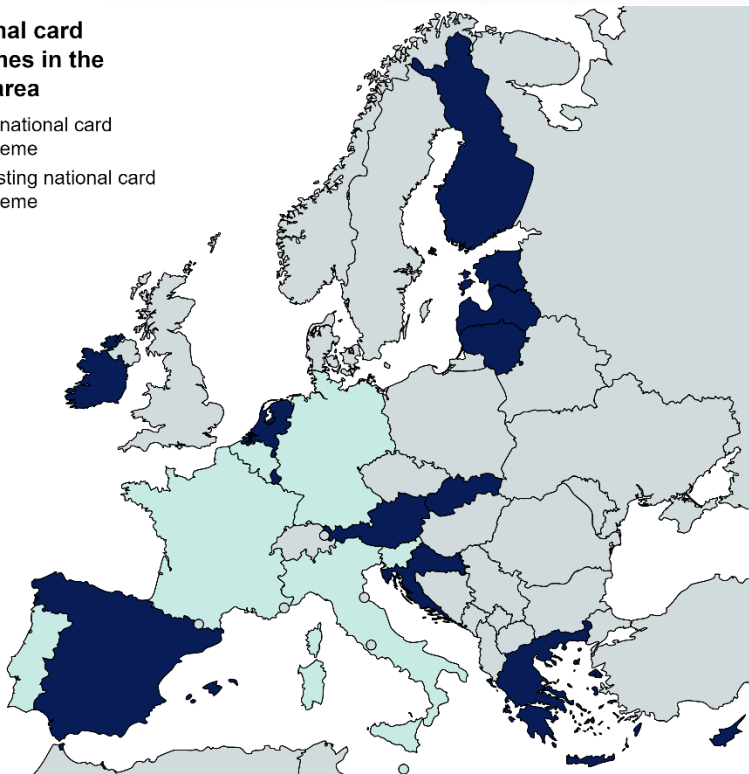 nal card
nes in the
area
national card
eme
sting national card
eme